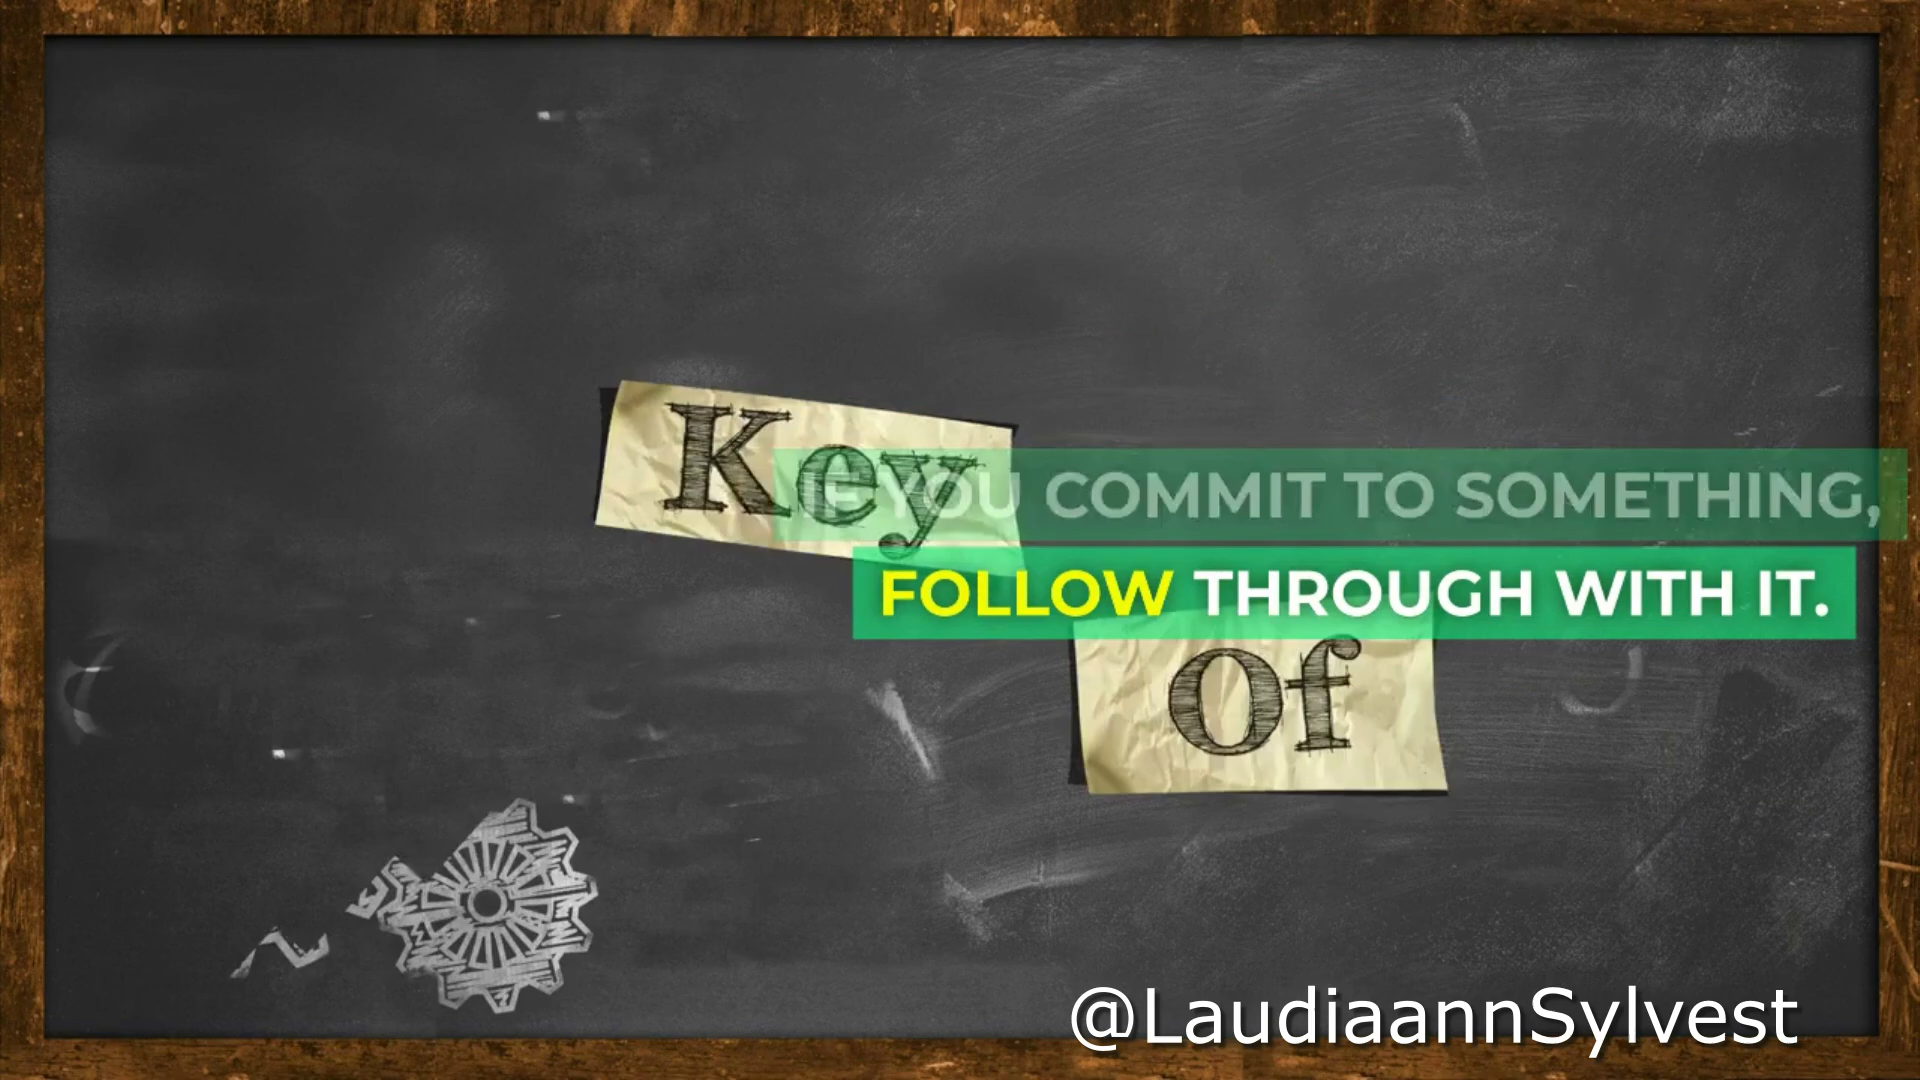 Key
IF YOU COMMIT TO SOMETHING,
FOLLOW THROUGH WITH IT.
Of
@LaudiaannSylvest